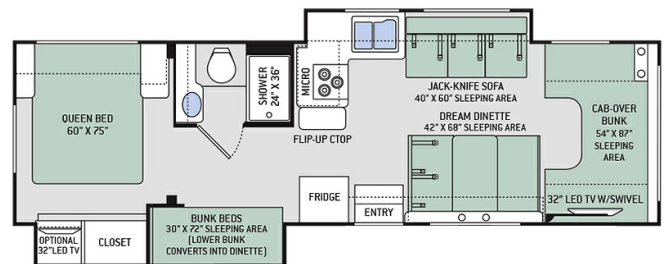 QUEEN BED
60" X 75"
SHOWER
24" X 36"
MICRO
FLIP-UP CTOP
JACK-KNIFE SOFA
40" X 60" SLEEPING AREA
DREAM DINETTE
42" X 68" SLEEPING AREA
CAB-OVER
BUNK
54" X 87"
SLEEPING
AREA
32" LED TV W/SWIVEL
FRIDGE
ENTRY
BUNK BEDS
30" X 72" SLEEPING AREA
(LOWER BUNK
CONVERTS INTO DINETTE)
OPTIONAL
32"LED TV
CLOSET